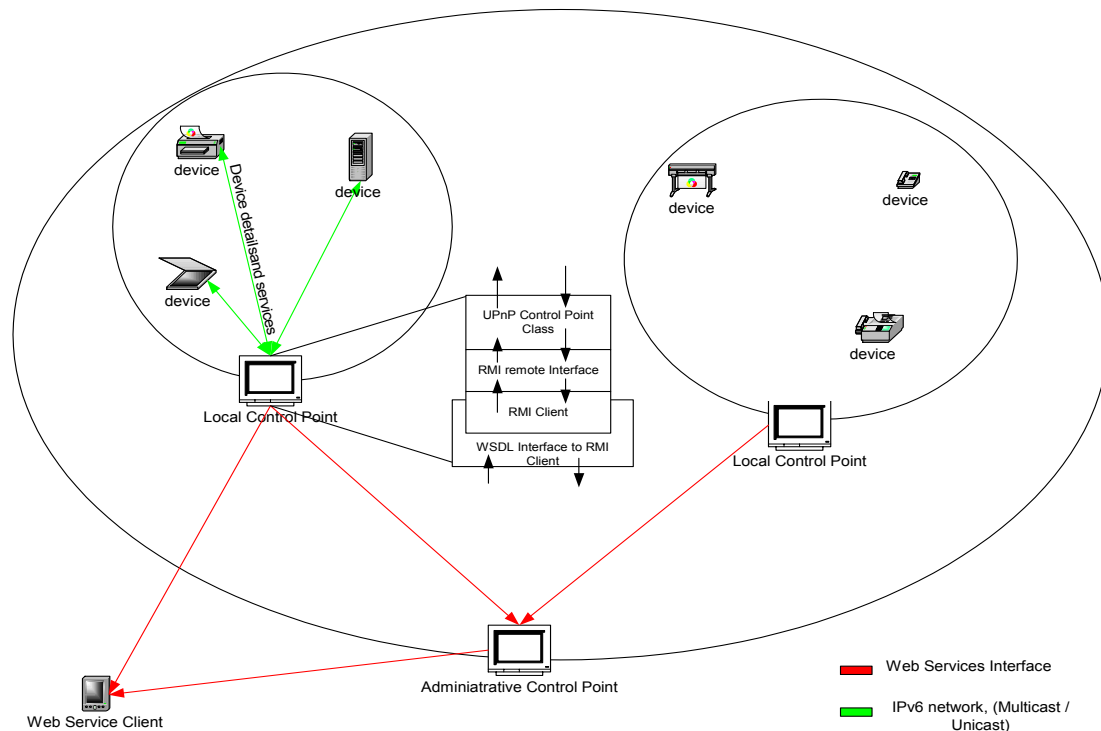 device
device
Device detailsand services
device
Local Control Point
UPnP Control Point
Class
RMI remote Interface
RMI Client
WSDL Interface to RMI
Client
device
device
device
Local Control Point
Adminiatrative Control Point
Web Service Client
Web Services Interface
IPv6 network, (Multicast /
Unicast)